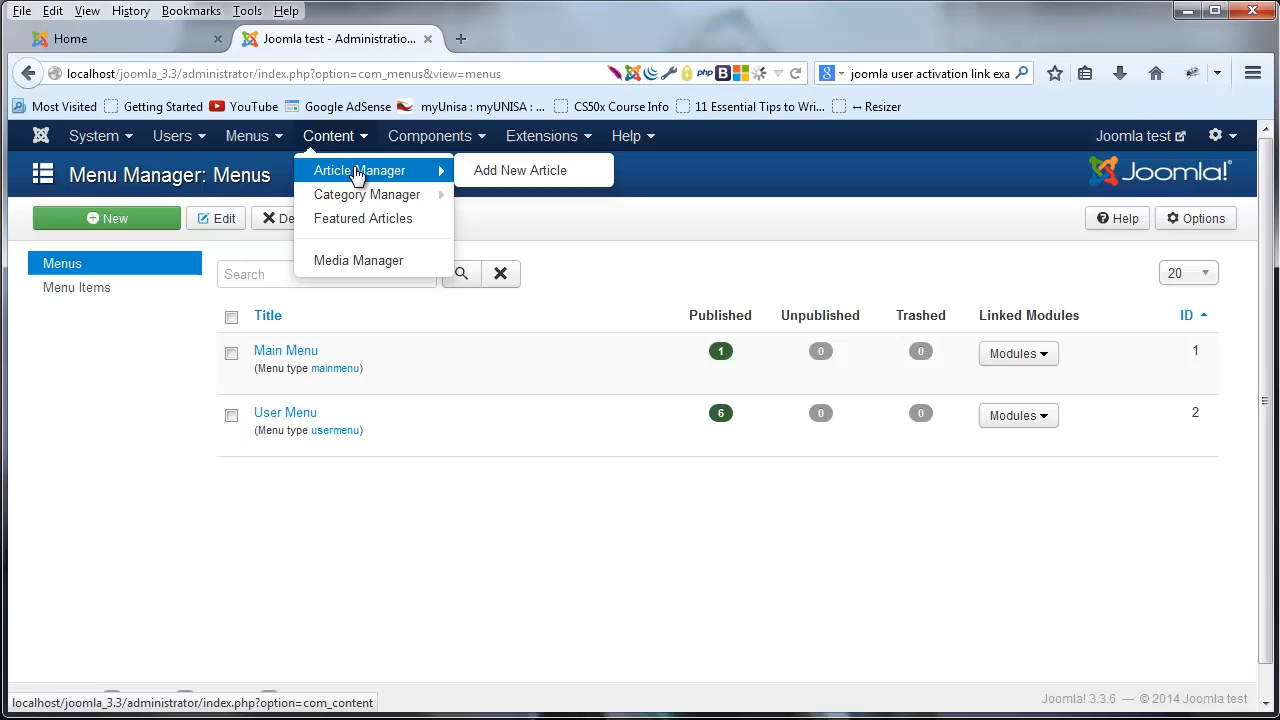 File Edit View History Bookmarks Tools Help
Home Joomla test - Administratio...
localhost/joomla_3.3/administrator/index.php?option=com_menus&view=menus php B joomla user activation link exa
Most Visited Getting Started YouTube Google AdSense myUnisa : myUNISA : ... CS50x Course Info 11 Essential Tips to Wri... ↔ Resizer
System Users Menus Content Components Extensions Help Joomla test
Menu Manager: Menus Article Manager Add New Article Joomla!
Category Manager
New Edit De Featured Articles Help Options
Menus Media Manager
Menu Items Search 20
Title Published Unpublished Trashed Linked Modules ID
Main Menu 1 0 0 Modules 1
(Menu type mainmenu)
User Menu 6 0 0 Modules 2
(Menu type usermenu)
Joomla! 3.3.6 — © 2014 Joomla test
localhost/joomla_3.3/administrator/index.php?option=com_content